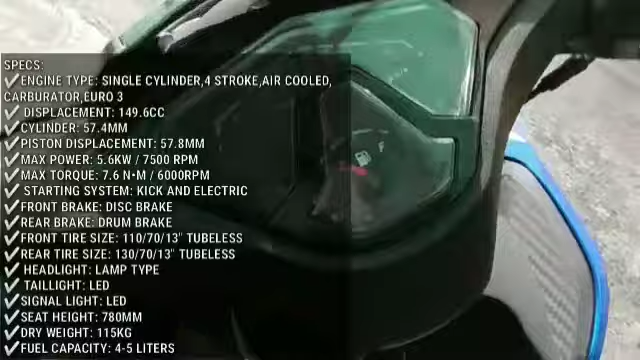 SPECS:
✔ENGINE TYPE: SINGLE CYLINDER,4 STROKE,AIR COOLED,
CARBURATOR,EURO 3
✔ DISPLACEMENT: 149.6CC
✔CYLINDER: 57.4MM
✔PISTON DISPLACEMENT: 57.8MM
✔MAX POWER: 5.6KW / 7500 RPM
✔MAX TORQUE: 7.6 N•M / 6000RPM
✔ STARTING SYSTEM: KICK AND ELECTRIC
✔FRONT BRAKE: DISC BRAKE
✔REAR BRAKE: DRUM BRAKE
✔FRONT TIRE SIZE: 110/70/13" TUBELESS
✔REAR TIRE SIZE: 130/70/13" TUBELESS
✔ HEADLIGHT: LAMP TYPE
✔ TAILLIGHT: LED
✔SIGNAL LIGHT: LED
✔SEAT HEIGHT: 780MM
✔DRY WEIGHT: 115KG
✔FUEL CAPACITY: 4-5 LITERS
F